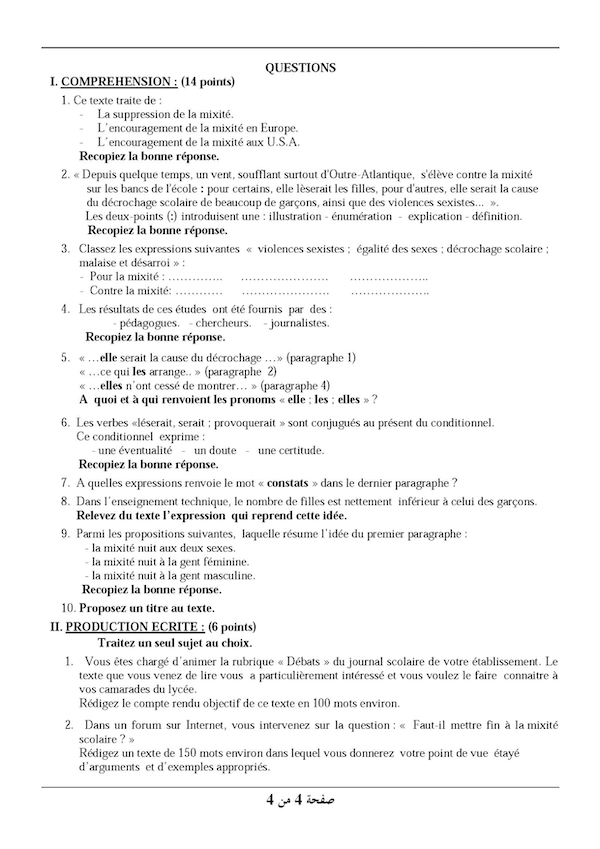 QUESTIONS
I. COMPREHENSION : (14 points)
1. Ce texte traite de :
- La suppression de la mixité.
- L'encouragement de la mixité en Europe.
- L'encouragement de la mixité aux U.S.A.
Recopiez la bonne réponse.
2. « Depuis quelque temps, un vent, soufflant surtout d'Outre-Atlantique, s'élève contre la mixité
sur les bancs de l'école : pour certains, elle lèserait les filles, pour d'autres, elle serait la cause
du décrochage scolaire de beaucoup de garçons, ainsi que des violences sexistes... ».
Les deux-points (:) introduisent une : illustration - énumération - explication - définition.
Recopiez la bonne réponse.
3. Classez les expressions suivantes « violences sexistes ; égalité des sexes ; décrochage scolaire ;
malaise et désarroi » :
- Pour la mixité : ………….. …………………. ………………..
- Contre la mixité: ………… …………………. ………………..
4. Les résultats de ces études ont été fournis par des :
- pédagogues. - chercheurs. - journalistes.
Recopiez la bonne réponse.
5. « …elle serait la cause du décrochage …» (paragraphe 1)
« …ce qui les arrange.. » (paragraphe 2)
« …elles n'ont cessé de montrer… » (paragraphe 4)
A quoi et à qui renvoient les pronoms « elle ; les ; elles » ?
6. Les verbes «léserait, serait ; provoquerait » sont conjugués au présent du conditionnel.
Ce conditionnel exprime :
- une éventualité - un doute - une certitude.
Recopiez la bonne réponse.
7. A quelles expressions renvoie le mot « constats » dans le dernier paragraphe ?
8. Dans l'enseignement technique, le nombre de filles est nettement inférieur à celui des garçons.
Relevez du texte l'expression qui reprend cette idée.
9. Parmi les propositions suivantes, laquelle résume l'idée du premier paragraphe :
- la mixité nuit aux deux sexes.
- la mixité nuit à la gent féminine.
- la mixité nuit à la gent masculine.
Recopiez la bonne réponse.
10. Proposez un titre au texte.
II. PRODUCTION ECRITE : (6 points)
Traitez un seul sujet au choix.
1. Vous êtes chargé d'animer la rubrique « Débats » du journal scolaire de votre établissement. Le
texte que vous venez de lire vous a particulièrement intéressé et vous voulez le faire connaitre à
vos camarades du lycée.
Rédigez le compte rendu objectif de ce texte en 100 mots environ.
2. Dans un forum sur Internet, vous intervenez sur la question : « Faut-il mettre fin à la mixité
scolaire ? »
Rédigez un texte de 150 mots environ dans lequel vous donnerez votre point de vue étayé
d'arguments et d'exemples appropriés.
صفحة 4 من 4